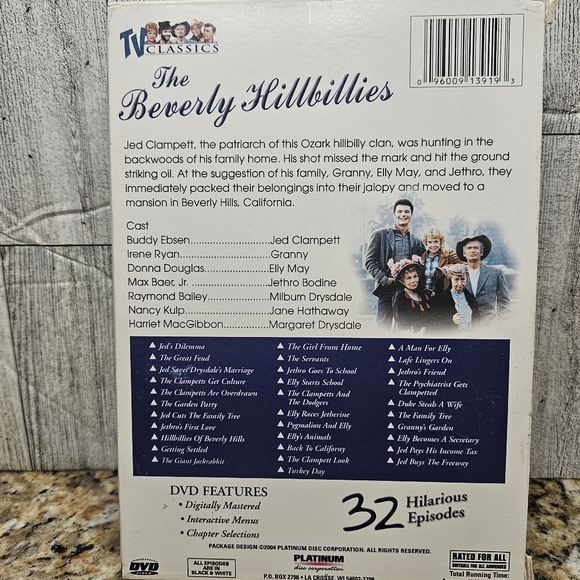 TV CLASSICS
0 96009 13919 3
The
Beverly Hillbillies
Jed Clampett, the patriarch of this Ozark hillbilly clan, was hunting in the
backwoods of his family home. His shot missed the mark and hit the ground
striking oil. At the suggestion of his family, Granny, Elly May, and Jethro, they
immediately packed their belongings into their jalopy and moved to a
mansion in Beverly Hills, California.
Cast
Buddy Ebsen..........................Jed Clampett
Irene Ryan..............................Granny
Donna Douglas.....................Elly May
Max Baer, Jr. .........................Jethro Bodine
Raymond Bailey...................Milburn Drysdale
Nancy Kulp............................Jane Hathaway
Harriet MacGibbon..............Margaret Drysdale
▲ Jed's Dilemma
▲ The Great Feud
▲ Jed Saves Drysdale's Marriage
▲ The Clampetts Get Culture
▲ The Clampetts Are Overdrawn
▲ The Garden Party
▲ Jed Cuts The Family Tree
▲ Jethro's First Love
▲ Hillbillies Of Beverly Hills
▲ Getting Settled
▲ The Giant Jackrabbit
▲ The Girl From Home
▲ The Servants
▲ Jethro Goes To School
▲ Elly Starts School
▲ The Clampetts And
The Dodgers
▲ Elly Races Jetherine
▲ Pygmalion And Elly
▲ Elly's Animals
▲ Back To Californy
▲ The Clampett Look
▲ Turkey Day
▲ A Man For Elly
▲ Lafe Lingers On
▲ Jethro's Friend
▲ The Psychiatrist Gets
Clampetted
▲ Duke Steals A Wife
▲ The Family Tree
▲ Granny's Garden
▲ Elly Becomes A Secretary
▲ Jed Pays His Income Tax
▲ Jed Buys The Freeway
DVD FEATURES
• Digitally Mastered
• Interactive Menus
• Chapter Selections
32 Hilarious
Episodes
PACKAGE DESIGN ©2004 PLATINUM DISC CORPORATION. ALL RIGHTS RESERVED.
DVD
VIDEO
ALL EPISODES ARE
IN BLACK & WHITE
PLATINUM
disc corporation
P.O. BOX 2798 • LA CROSSE, WI 54602-2798
RATED FOR ALL
SUITABLE FOR ALL AUDIENCES
Total Running Time: